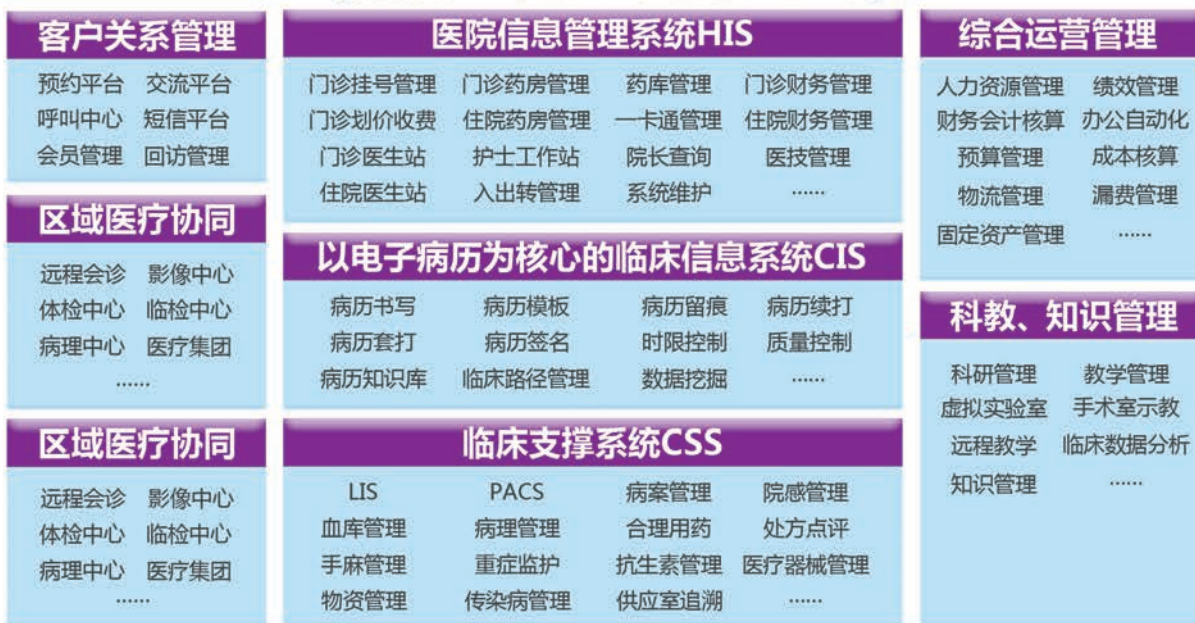 客户关系管理
预约平台 交流平台
呼叫中心 短信平台
会员管理 回访管理
区域医疗协同
远程会诊 影像中心
体检中心 临检中心
病理中心 医疗集团
……
区域医疗协同
远程会诊 影像中心
体检中心 临检中心
病理中心 医疗集团
……
医院信息管理系统HIS
门诊挂号管理 门诊药房管理 药库管理 门诊财务管理
门诊划价收费 住院药房管理 一卡通管理 住院财务管理
门诊医生站 护士工作站 院长查询 医技管理
住院医生站 入出转管理 系统维护 ……
以电子病历为核心的临床信息系统CIS
病历书写 病历模板 病历留痕 病历续打
病历套打 病历签名 时限控制 质量控制
病历知识库 临床路径管理 数据挖掘 ……
临床支撑系统CSS
LIS PACS 病案管理 院感管理
血库管理 病理管理 合理用药 处方点评
手麻管理 重症监护 抗生素管理 医疗器械管理
物资管理 传染病管理 供应室追溯 ……
综合运营管理
人力资源管理 绩效管理
财务会计核算 办公自动化
预算管理 成本核算
物流管理 漏费管理
固定资产管理 ……
科教、知识管理
科研管理 教学管理
虚拟实验室 手术室示教
远程教学 临床数据分析
知识管理 ……